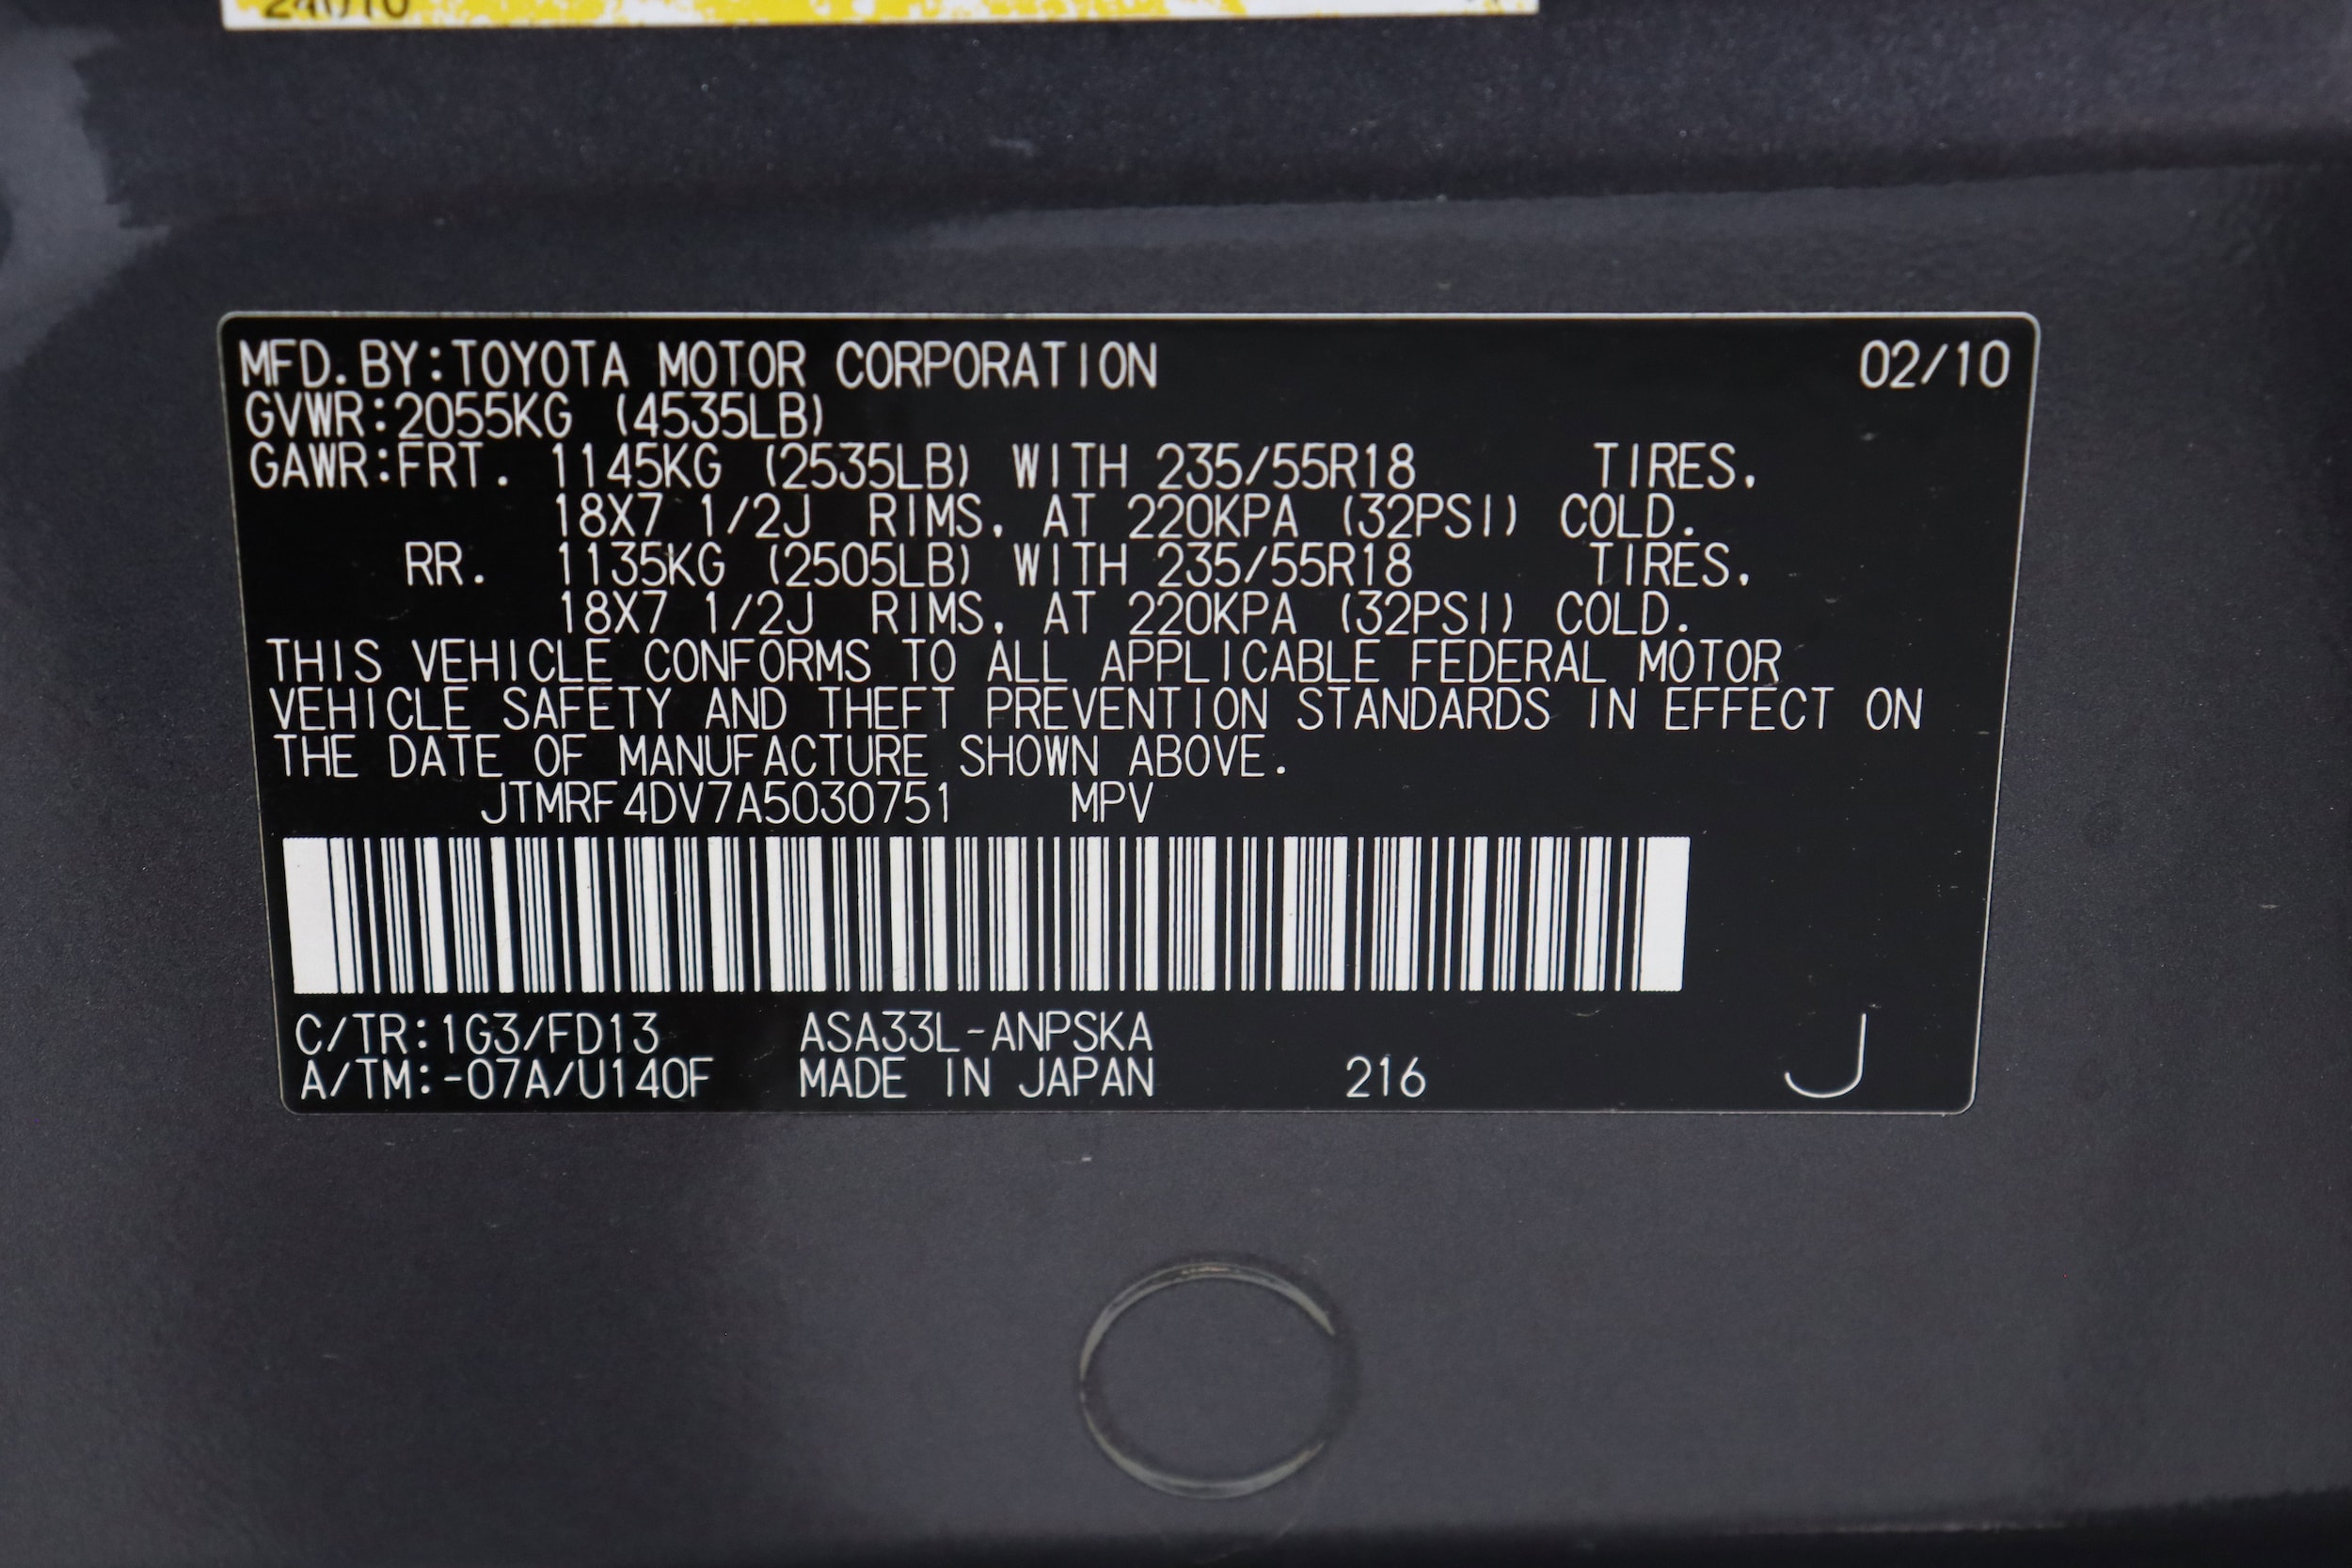 MFD.BY:TOYOTA MOTOR CORPORATION 02/10
GVWR:2055KG (4535LB)
GAWR:FRT. 1145KG (2535LB) WITH 235/55R18 TIRES,
18X7 1/2J RIMS, AT 220KPA (32PSI) COLD.
RR. 1135KG (2505LB) WITH 235/55R18 TIRES,
18X7 1/2J RIMS, AT 220KPA (32PSI) COLD.
THIS VEHICLE CONFORMS TO ALL APPLICABLE FEDERAL MOTOR
VEHICLE SAFETY AND THEFT PREVENTION STANDARDS IN EFFECT ON
THE DATE OF MANUFACTURE SHOWN ABOVE.
JTMRF4DV7A5030751 MPV
C/TR:1G3/FD13 ASA33L-ANPSKA
A/TM:-07A/U140F MADE IN JAPAN 216 J